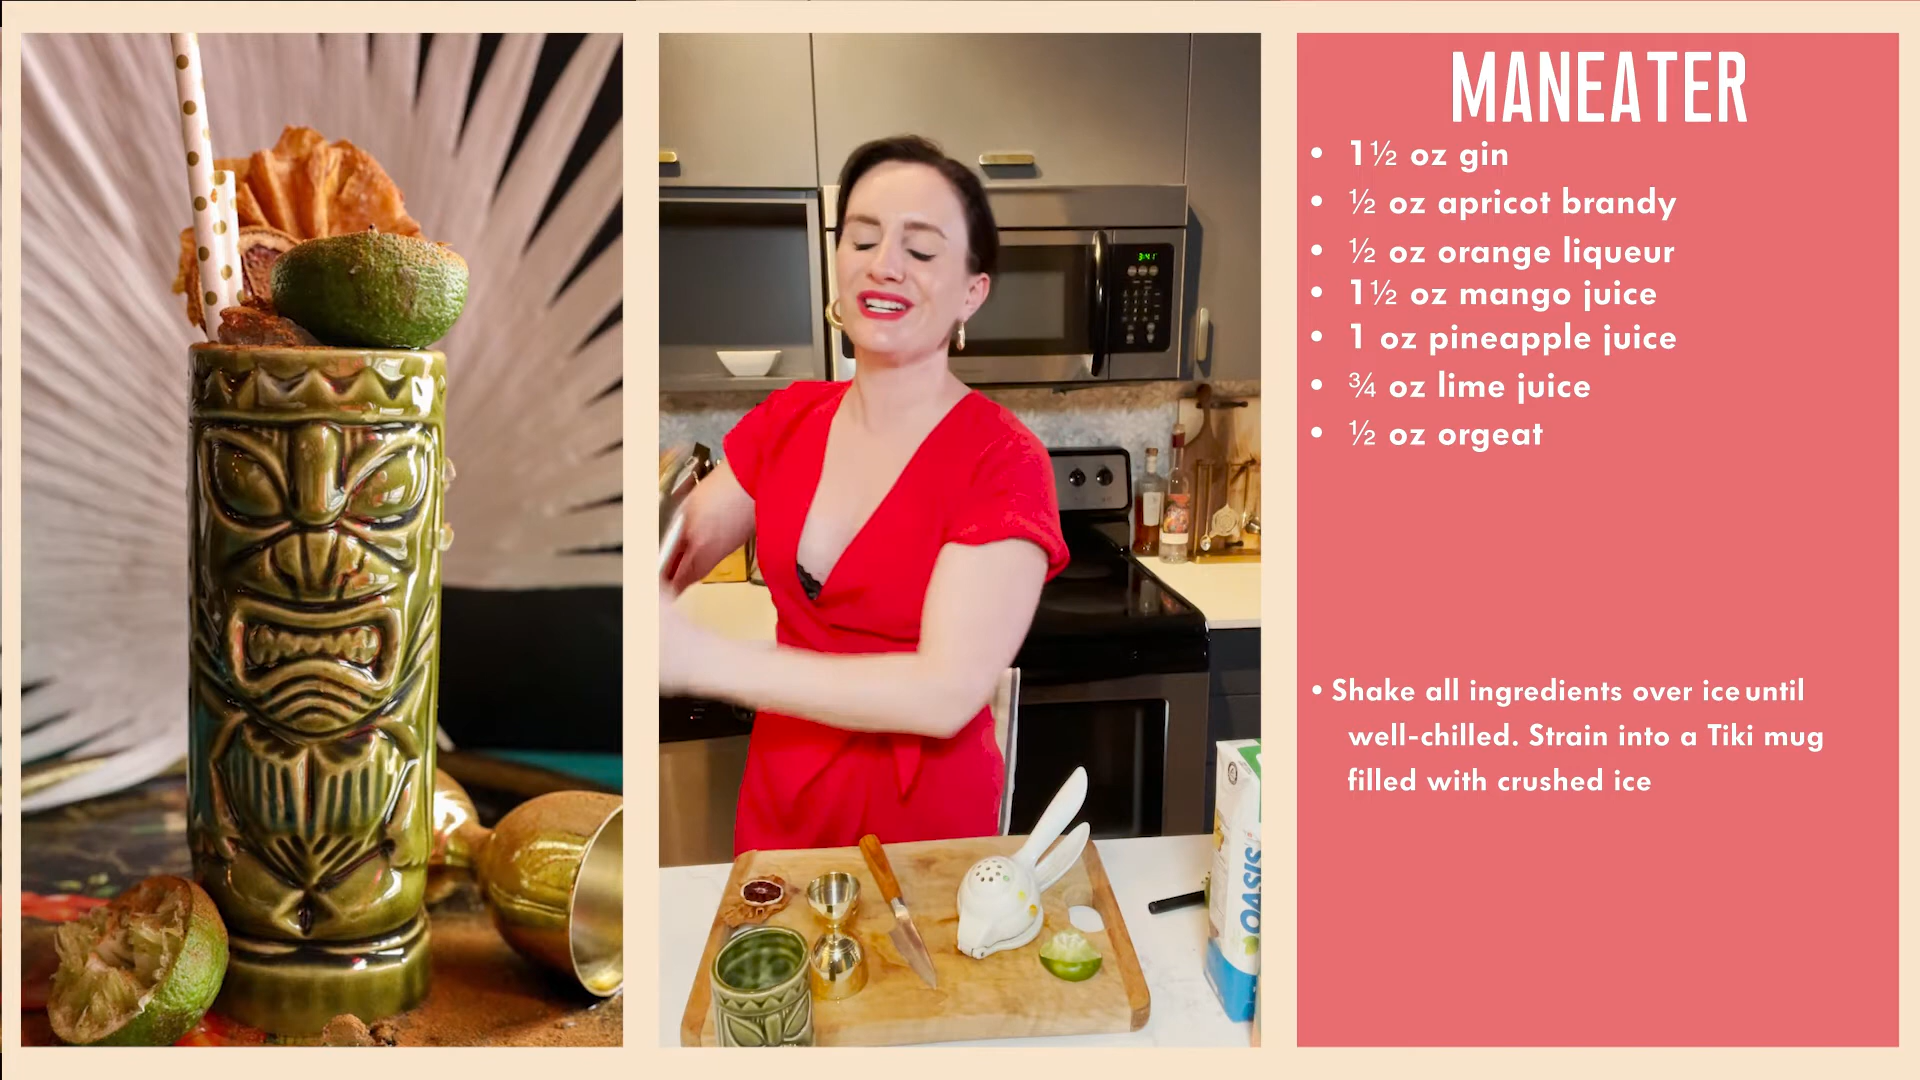 MANEATER
• 1½ oz gin
• ½ oz apricot brandy
• ½ oz orange liqueur
• 1½ oz mango juice
• 1 oz pineapple juice
• ¾ oz lime juice
• ½ oz orgeat
• Shake all ingredients over ice until
well-chilled. Strain into a Tiki mug
filled with crushed ice
3:41
OASIS